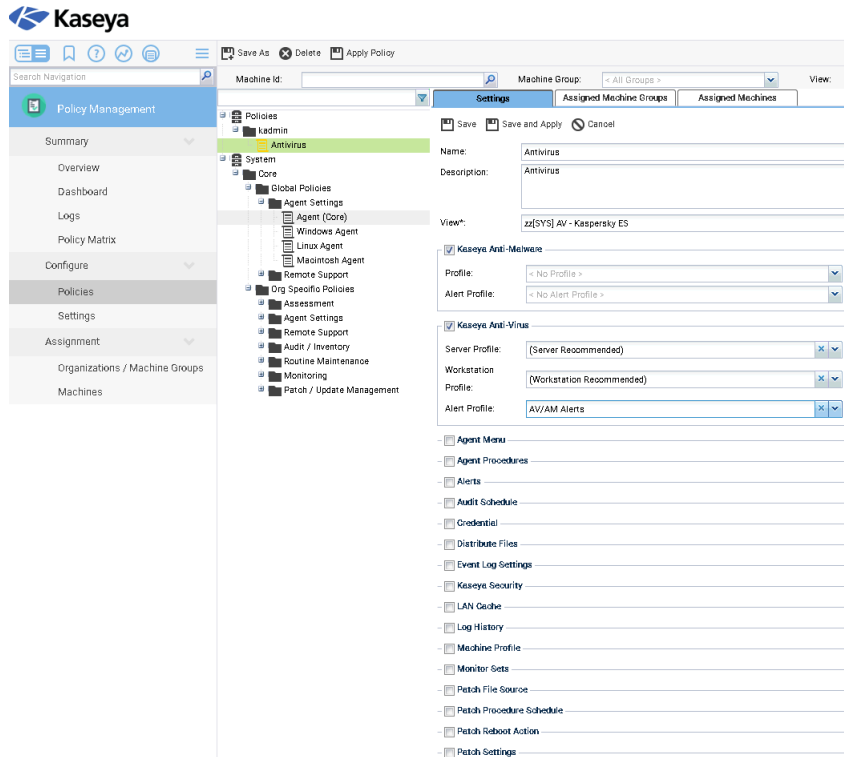 Kaseya
Save As Delete Apply Policy
Search Navigation
Machine Id: Machine Group: < All Groups > View:
Policy Management
Summary
Overview
Dashboard
Logs
Policy Matrix
Configure
Policies
Settings
Assignment
Organizations / Machine Groups
Machines
Policies
kadmin
Antivirus
System
Core
Global Policies
Agent Settings
Agent (Core)
Windows Agent
Linux Agent
Macintosh Agent
Remote Support
Org Specific Policies
Assessment
Agent Settings
Remote Support
Audit / Inventory
Routine Maintenance
Monitoring
Patch / Update Management
Settings Assigned Machine Groups Assigned Machines
Save Save and Apply Cancel
Name: Antivirus
Description: Antivirus
View*: zz[SYS] AV - Kaspersky ES
Kaseya Anti-Malware
Profile: < No Profile >
Alert Profile: < No Alert Profile >
Kaseya Anti-Virus
Server Profile: (Server Recommended)
Workstation
Profile: (Workstation Recommended)
Alert Profile: AV/AM Alerts
Agent Menu
Agent Procedures
Alerts
Audit Schedule
Credential
Distribute Files
Event Log Settings
Kaseya Security
LAN Cache
Log History
Machine Profile
Monitor Sets
Patch File Source
Patch Procedure Schedule
Patch Reboot Action
Patch Settings